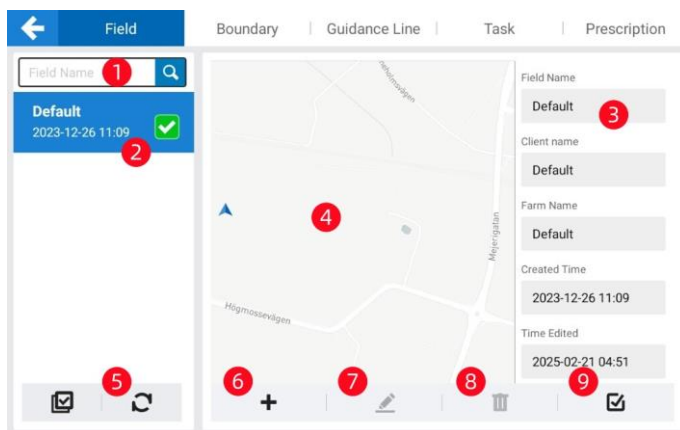 Field
Boundary
Guidance Line
Task
Prescription
Field Name
1
Default
2023-12-26 11:09
2
Högmossevägen
Mejerigatan
4
Field Name
Default
3
Client name
Default
Farm Name
Default
Created Time
2023-12-26 11:09
Time Edited
2025-02-21 04:51
5
6
7
8
9